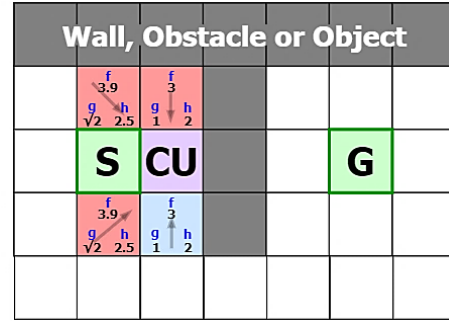 Wall, Obstacle or Object
f f
3.9 3
g h g h
√2 2.5 1 2
S CU G
f f
3.9 3
g h g h
√2 2.5 1 2